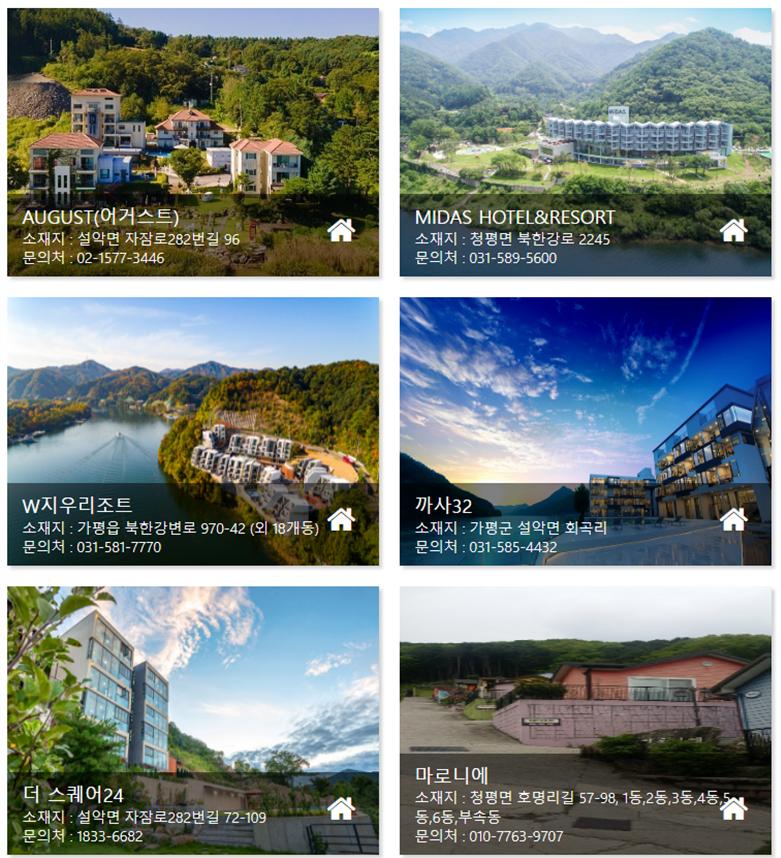 AUGUST(어거스트)
소재지 : 설악면 자잠로282번길 96
문의처 : 02-1577-3446
MIDAS
MIDAS HOTEL&RESORT
소재지 : 청평면 북한강로 2245
문의처 : 031-589-5600
W지우리조트
소재지 : 가평읍 북한강변로 970-42 (외 18개동)
문의처 : 031-581-7770
까사32
소재지 : 가평군 설악면 회곡리
문의처 : 031-585-4432
더 스퀘어24
소재지 : 설악면 자잠로282번길 72-109
문의처 : 1833-6682
마로니에
소재지 : 청평면 호명리길 57-98, 1동,2동,3동,4동,5
동,6동,부속동
문의처 : 010-7763-9707